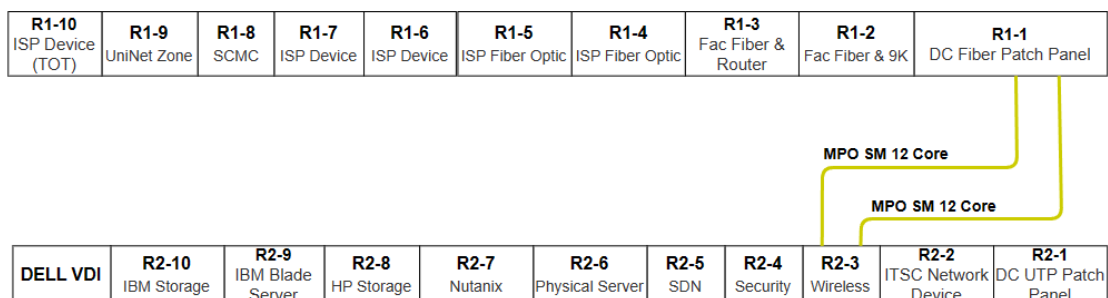 R1-10
ISP Device
(TOT)
R1-9
UniNet Zone
R1-8
SCMC
R1-7
ISP Device
R1-6
ISP Device
R1-5
ISP Fiber Optic
R1-4
ISP Fiber Optic
R1-3
Fac Fiber &
Router
R1-2
Fac Fiber & 9K
R1-1
DC Fiber Patch Panel
MPO SM 12 Core
MPO SM 12 Core
DELL VDI
R2-10
IBM Storage
R2-9
IBM Blade
Server
R2-8
HP Storage
R2-7
Nutanix
R2-6
Physical Server
R2-5
SDN
R2-4
Security
R2-3
Wireless
R2-2
ITSC Network
Device
R2-1
DC UTP Patch
Panel